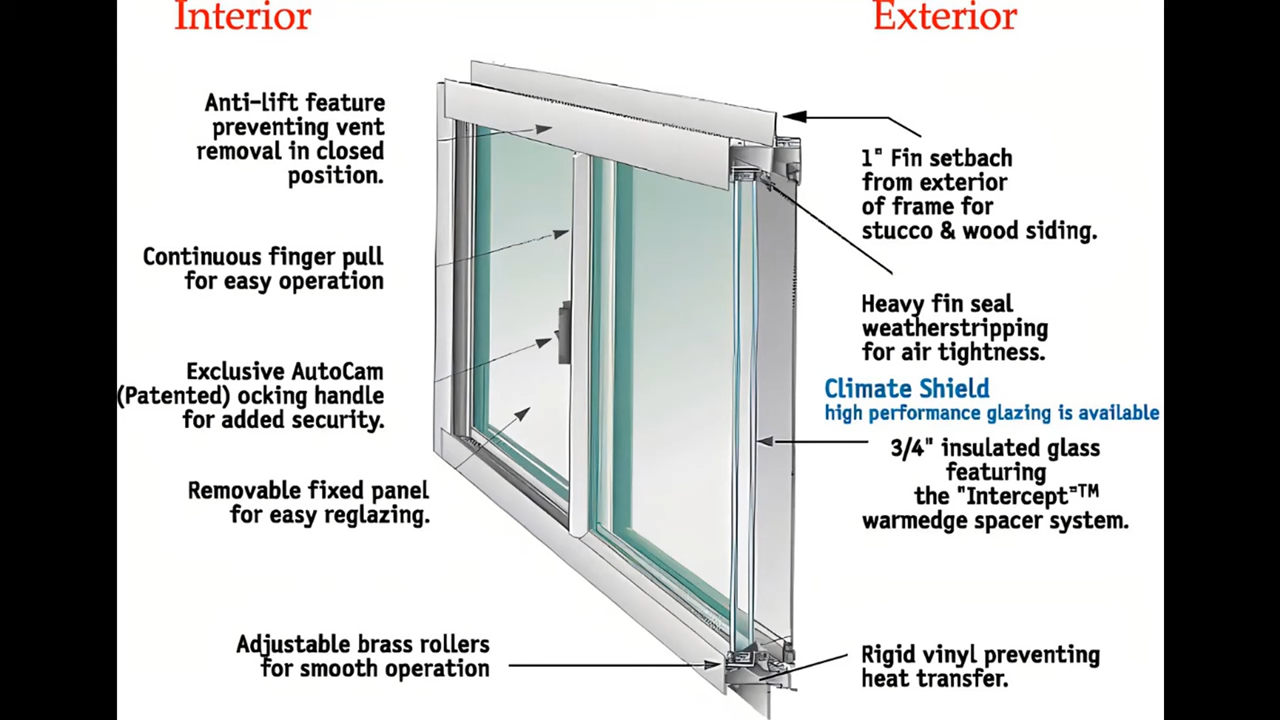 Interior
Exterior
Anti-lift feature
preventing vent
removal in closed
position.
Continuous finger pull
for easy operation
Exclusive AutoCam
(Patented) ocking handle
for added security.
Removable fixed panel
for easy reglazing.
Adjustable brass rollers
for smooth operation
1" Fin setbach
from exterior
of frame for
stucco & wood siding.
Heavy fin seal
weatherstripping
for air tightness.
Climate Shield
high performance glazing is available
3/4" insulated glass
featuring
the "Intercept"™
warmedge spacer system.
Rigid vinyl preventing
heat transfer.